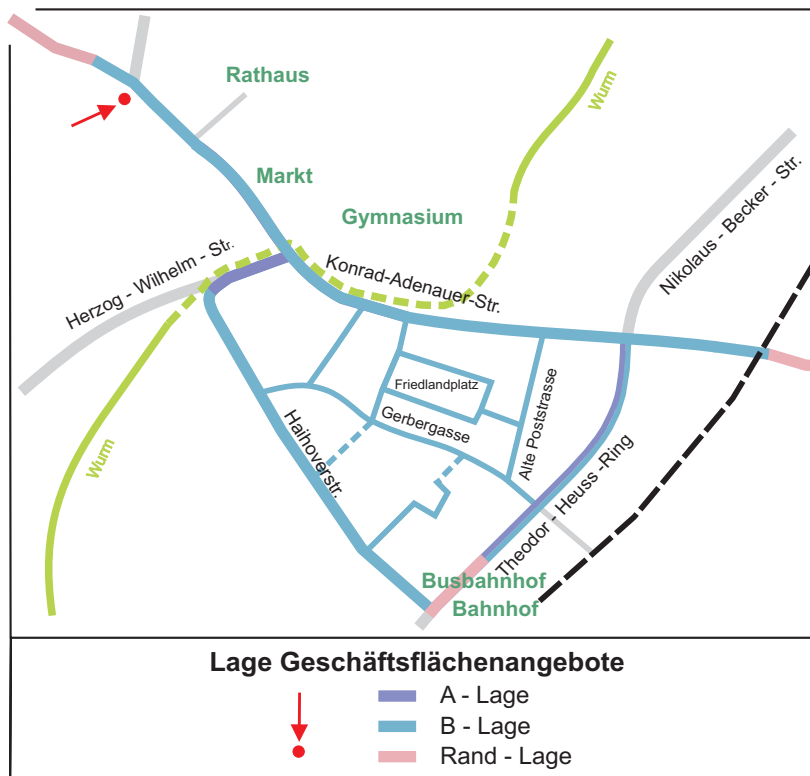 Rathaus
Wurm
Markt
Gymnasium
Nikolaus - Becker - Str.
Herzog - Wilhelm - Str.
Konrad-Adenauer-Str.
Friedlandplatz
Gerbergasse
Alte Poststrasse
Haihoverstr.
Wurm
Theodor - Heuss -Ring
Busbahnhof
Bahnhof
Lage Geschäftsflächenangebote
A - Lage
B - Lage
Rand - Lage